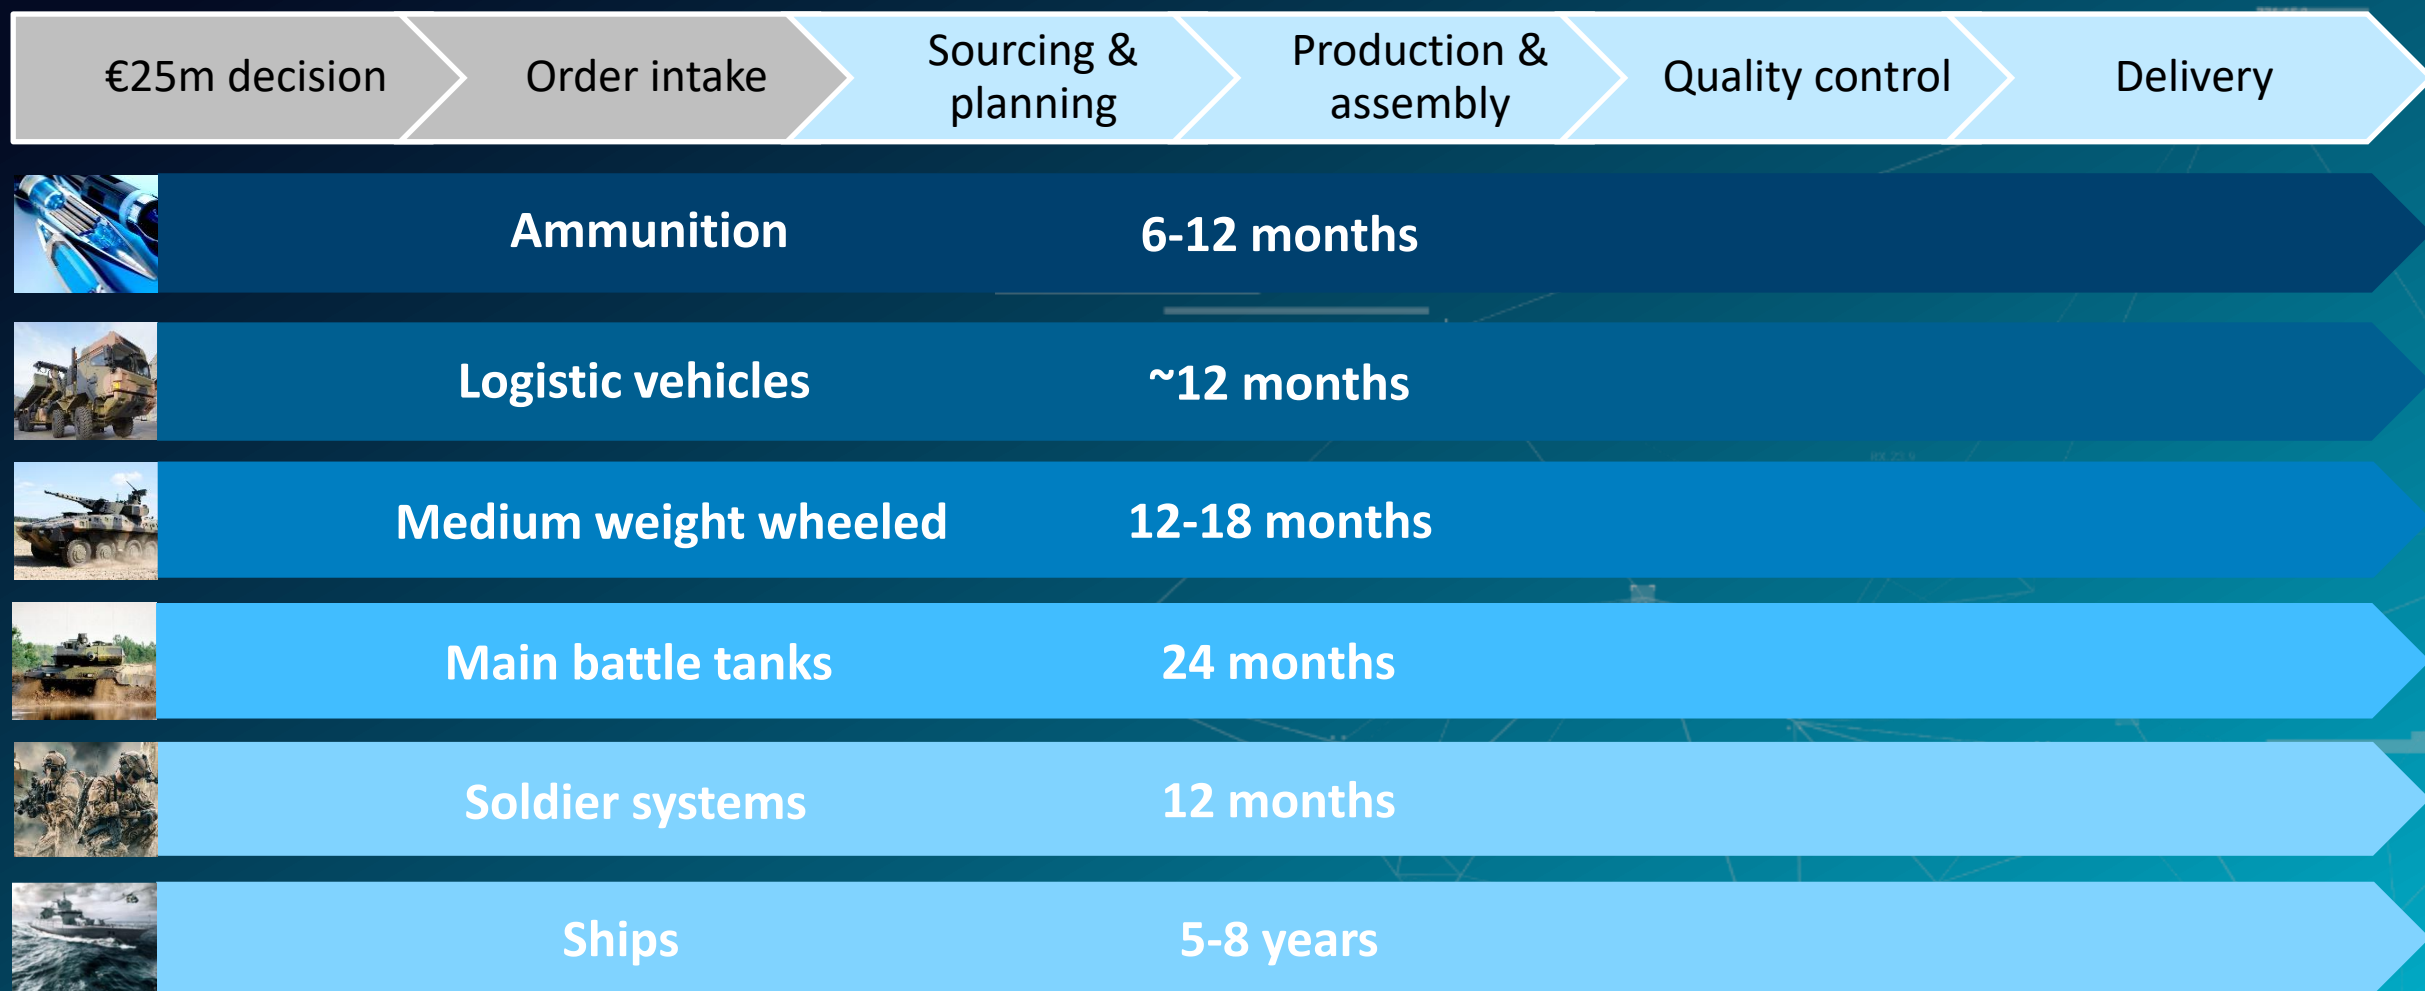 €25m decision
Order intake
Sourcing &
planning
Production &
assembly
Quality control
Delivery
Ammunition
6-12 months
Logistic vehicles
~12 months
Medium weight wheeled
12-18 months
Main battle tanks
24 months
Soldier systems
12 months
Ships
5-8 years